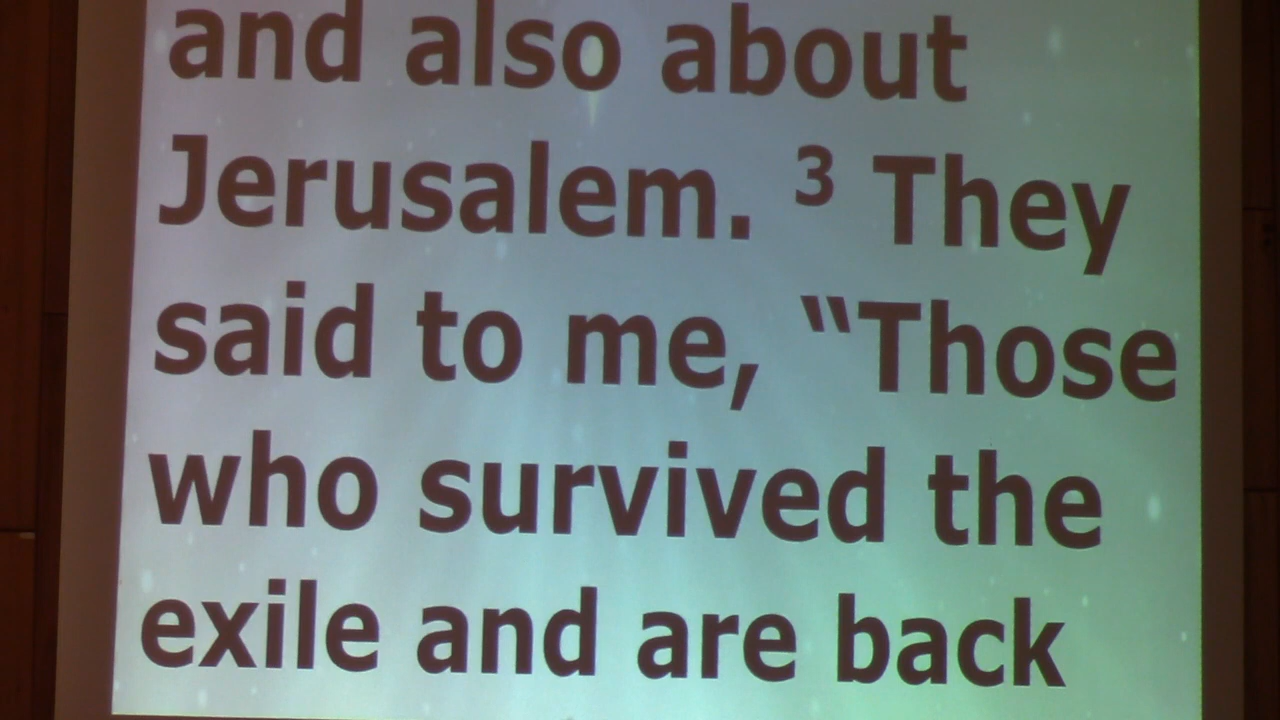 and also about
Jerusalem. ³ They
said to me, “Those
who survived the
exile and are back